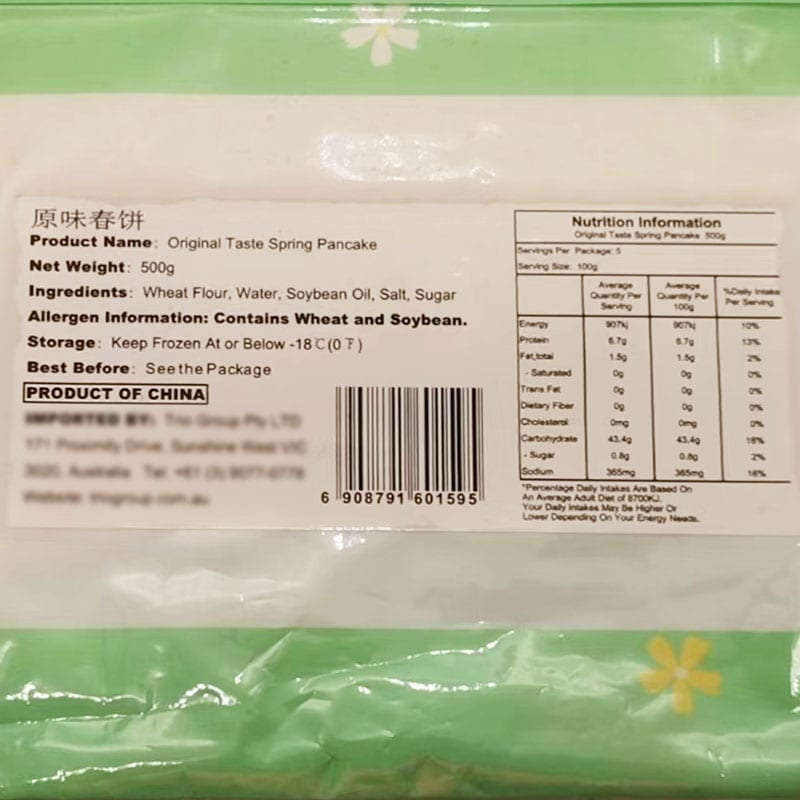 原味春饼
Product Name: Original Taste Spring Pancake
Net Weight: 500g
Ingredients: Wheat Flour, Water, Soybean Oil, Salt, Sugar
Allergen Information: Contains Wheat and Soybean.
Storage: Keep Frozen At or Below -18℃(0℉)
Best Before: See the Package
PRODUCT OF CHINA
6 908791 601595
Nutrition Information
Original Taste Spring Pancake 500g
Servings Per Package: 5
Serving Size: 100g
Average Quantity Per Serving Average Quantity Per 100g %Daily Intake Per Serving
Energy 907kj 907kj 10%
Protein 6.7g 6.7g 13%
Fat,total 1.5g 1.5g 2%
- Saturated 0g 0g 0%
Trans Fat 0g 0g 0%
Dietary Fiber 0g 0g 0%
Cholesterol 0mg 0mg 0%
Carbohydrate 43.4g 43.4g 18%
- Sugar 0.8g 0.8g 2%
Sodium 365mg 365mg 16%
*Percentage Daily Intakes Are Based On
An Average Adult Diet of 8700KJ.
Your Daily Intakes May Be Higher Or
Lower Depending On Your Energy Needs.